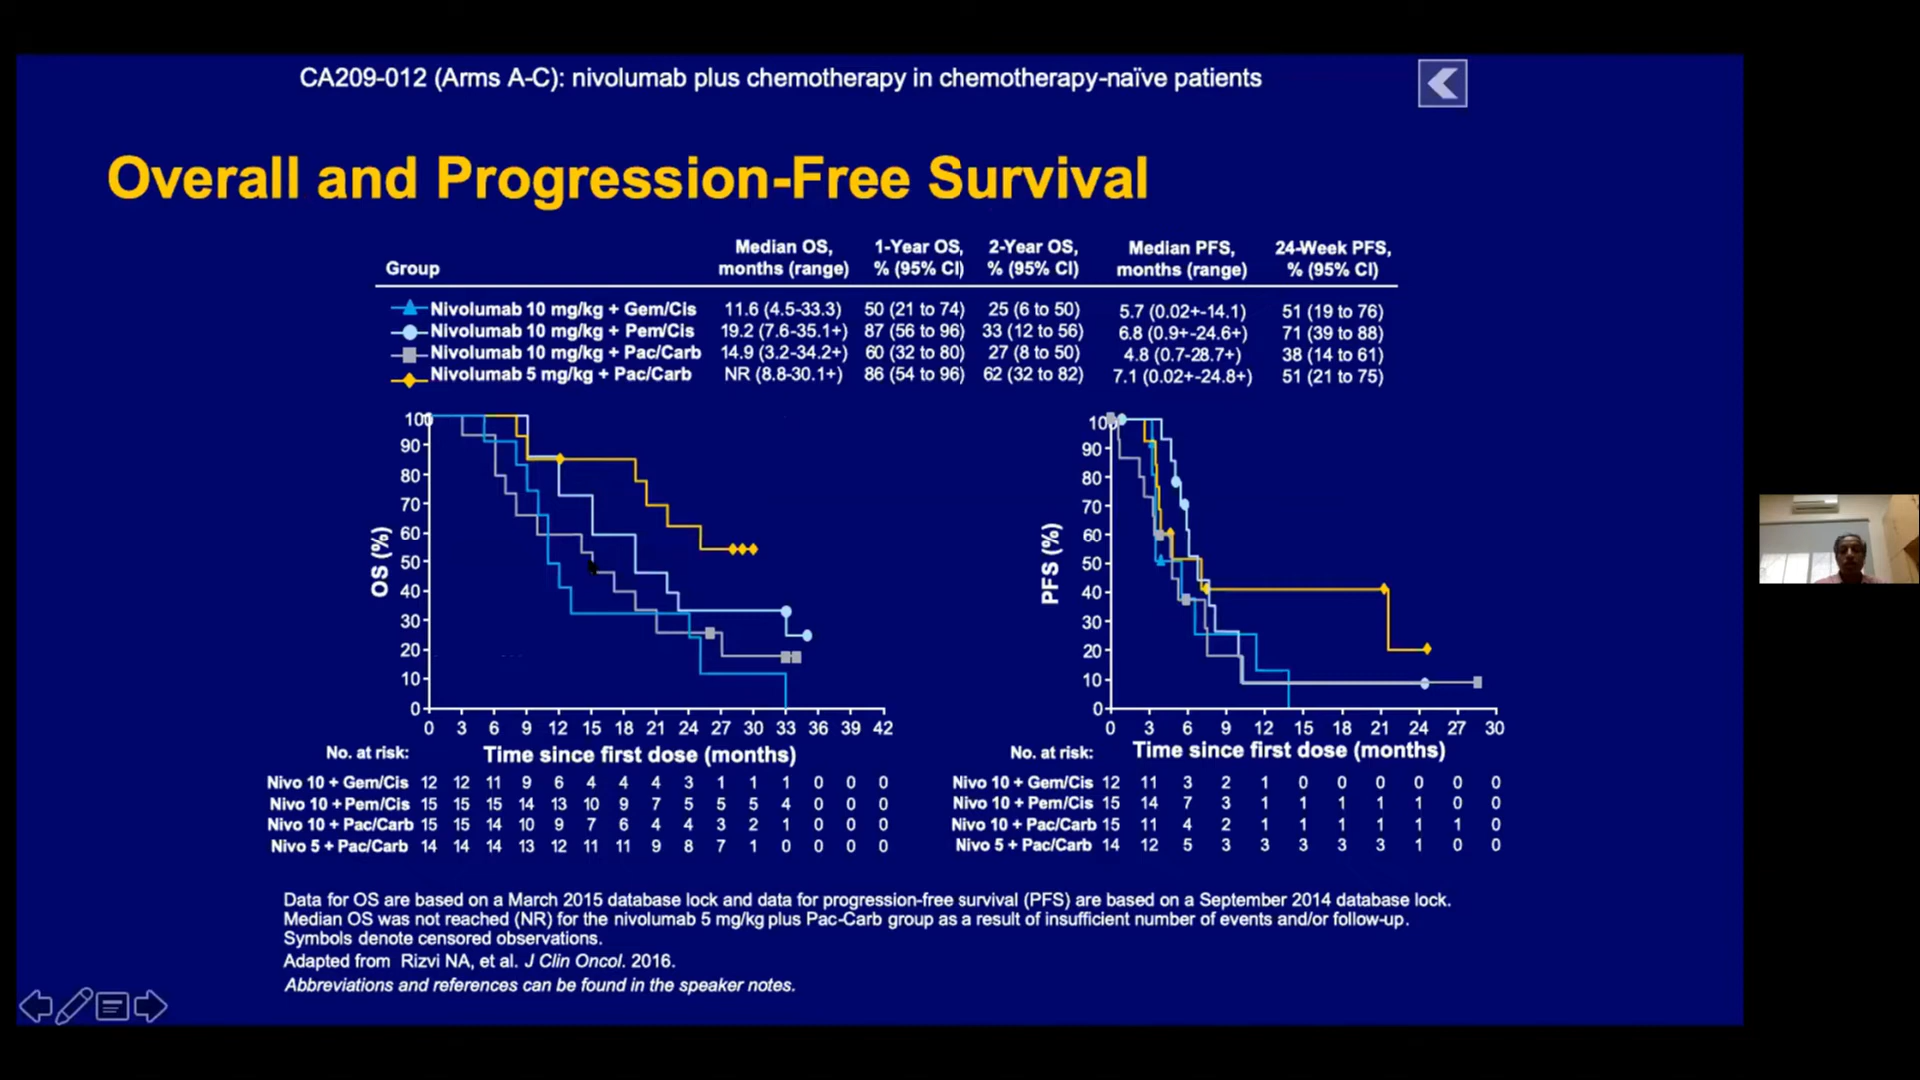 CA209-012 (Arms A-C): nivolumab plus chemotherapy in chemotherapy-naïve patients
Overall and Progression-Free Survival
Group Median OS, months (range) 1-Year OS, % (95% CI) 2-Year OS, % (95% CI) Median PFS, months (range) 24-Week PFS, % (95% CI)
Nivolumab 10 mg/kg + Gem/Cis 11.6 (4.5-33.3) 50 (21 to 74) 25 (6 to 50) 5.7 (0.02+-14.1) 51 (19 to 76)
Nivolumab 10 mg/kg + Pem/Cis 19.2 (7.6-35.1+) 87 (56 to 96) 33 (12 to 56) 6.8 (0.9+-24.6+) 71 (39 to 88)
Nivolumab 10 mg/kg + Pac/Carb 14.9 (3.2-34.2+) 60 (32 to 80) 27 (8 to 50) 4.8 (0.7-28.7+) 38 (14 to 61)
Nivolumab 5 mg/kg + Pac/Carb NR (8.8-30.1+) 86 (54 to 96) 62 (32 to 82) 7.1 (0.02+-24.8+) 51 (21 to 75)
OS (%)
100
90
80
70
60
50
40
30
20
10
0
0 3 6 9 12 15 18 21 24 27 30 33 36 39 42
No. at risk: Time since first dose (months)
Nivo 10 + Gem/Cis 12 12 11 9 6 4 4 4 3 1 1 1 0 0 0
Nivo 10 + Pem/Cis 15 15 15 14 13 10 9 7 5 5 5 4 0 0 0
Nivo 10 + Pac/Carb 15 15 14 10 9 7 6 4 4 3 2 1 0 0 0
Nivo 5 + Pac/Carb 14 14 14 13 12 11 11 9 8 7 1 0 0 0 0
PFS (%)
100
90
80
70
60
50
40
30
20
10
0
0 3 6 9 12 15 18 21 24 27 30
No. at risk: Time since first dose (months)
Nivo 10 + Gem/Cis 12 11 3 2 1 0 0 0 0 0 0
Nivo 10 + Pem/Cis 15 14 7 3 1 1 1 1 1 0 0
Nivo 10 + Pac/Carb 15 11 4 2 1 1 1 1 1 1 0
Nivo 5 + Pac/Carb 14 12 5 3 3 3 3 3 1 0 0
Data for OS are based on a March 2015 database lock and data for progression-free survival (PFS) are based on a September 2014 database lock.
Median OS was not reached (NR) for the nivolumab 5 mg/kg plus Pac-Carb group as a result of insufficient number of events and/or follow-up.
Symbols denote censored observations.
Adapted from Rizvi NA, et al. J Clin Oncol. 2016.
Abbreviations and references can be found in the speaker notes.